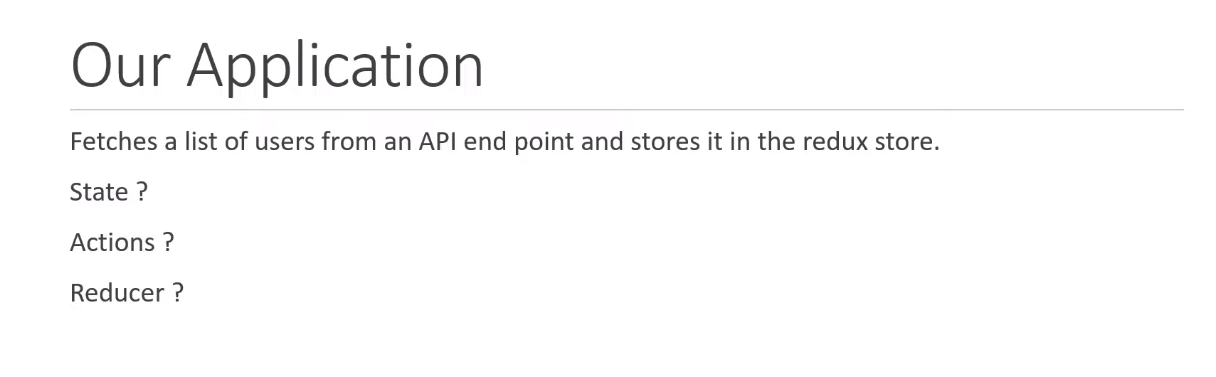 Our Application
Fetches a list of users from an API end point and stores it in the redux store.
State ?
Actions ?
Reducer ?